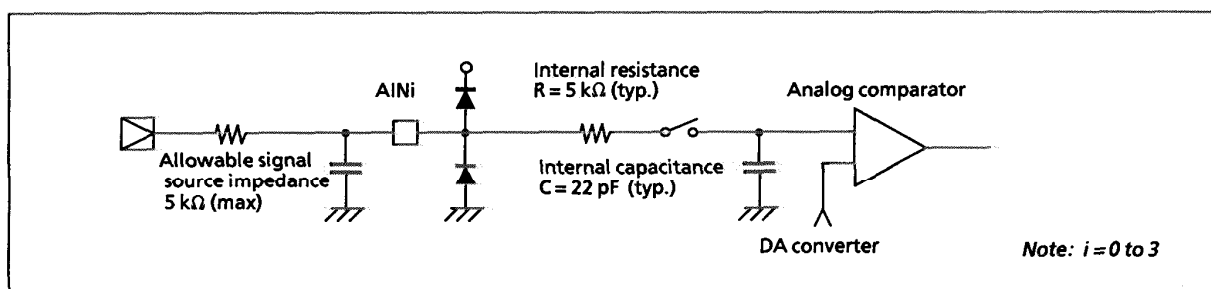 AINi
Internal resistance
R = 5 kΩ (typ.)
Analog comparator
Allowable signal
source impedance
5 kΩ (max)
Internal capacitance
C = 22 pF (typ.)
DA converter
Note: i = 0 to 3